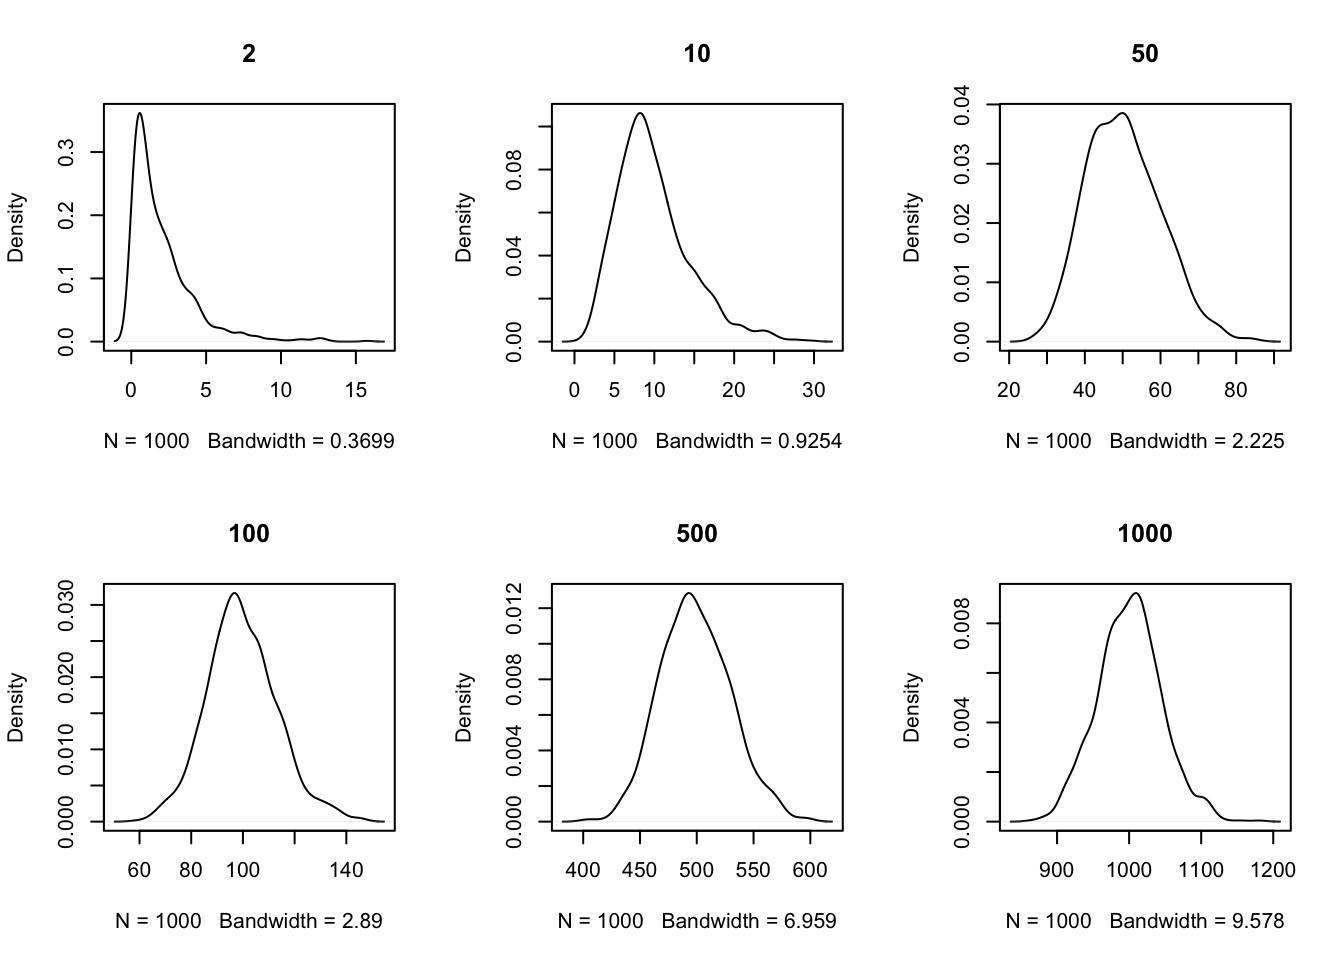 2
10
50
Density
0.0 0.1 0.2 0.3
0 5 10 15
N = 1000 Bandwidth = 0.3699
Density
0.00 0.04 0.08
0 5 10 20 30
N = 1000 Bandwidth = 0.9254
Density
0.00 0.01 0.02 0.03 0.04
20 40 60 80
N = 1000 Bandwidth = 2.225
100
500
1000
Density
0.000 0.010 0.020 0.030
60 80 100 140
N = 1000 Bandwidth = 2.89
Density
0.000 0.004 0.008 0.012
400 450 500 550 600
N = 1000 Bandwidth = 6.959
Density
0.000 0.004 0.008
900 1000 1100 1200
N = 1000 Bandwidth = 9.578